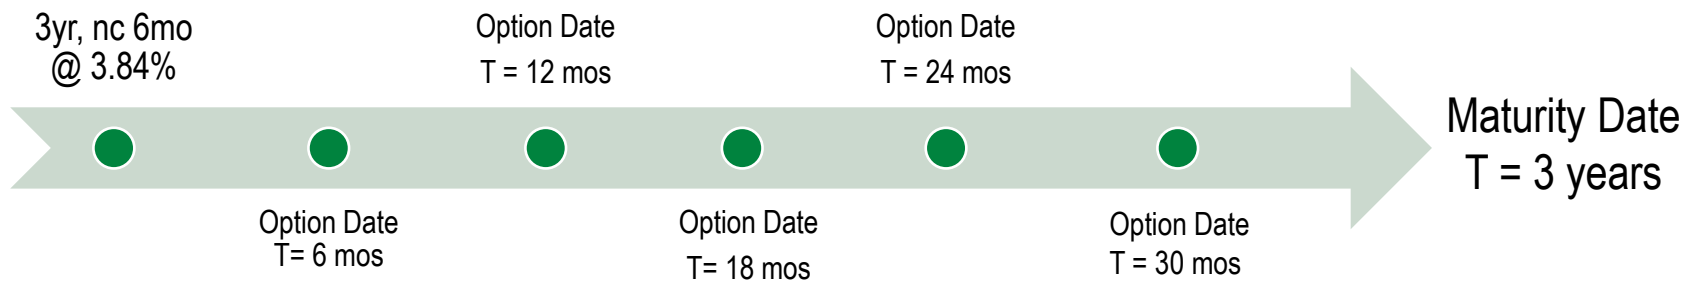 3yr, nc 6mo
@ 3.84%
Option Date
T= 6 mos
Option Date
T = 12 mos
Option Date
T= 18 mos
Option Date
T = 24 mos
Option Date
T = 30 mos
Maturity Date
T = 3 years